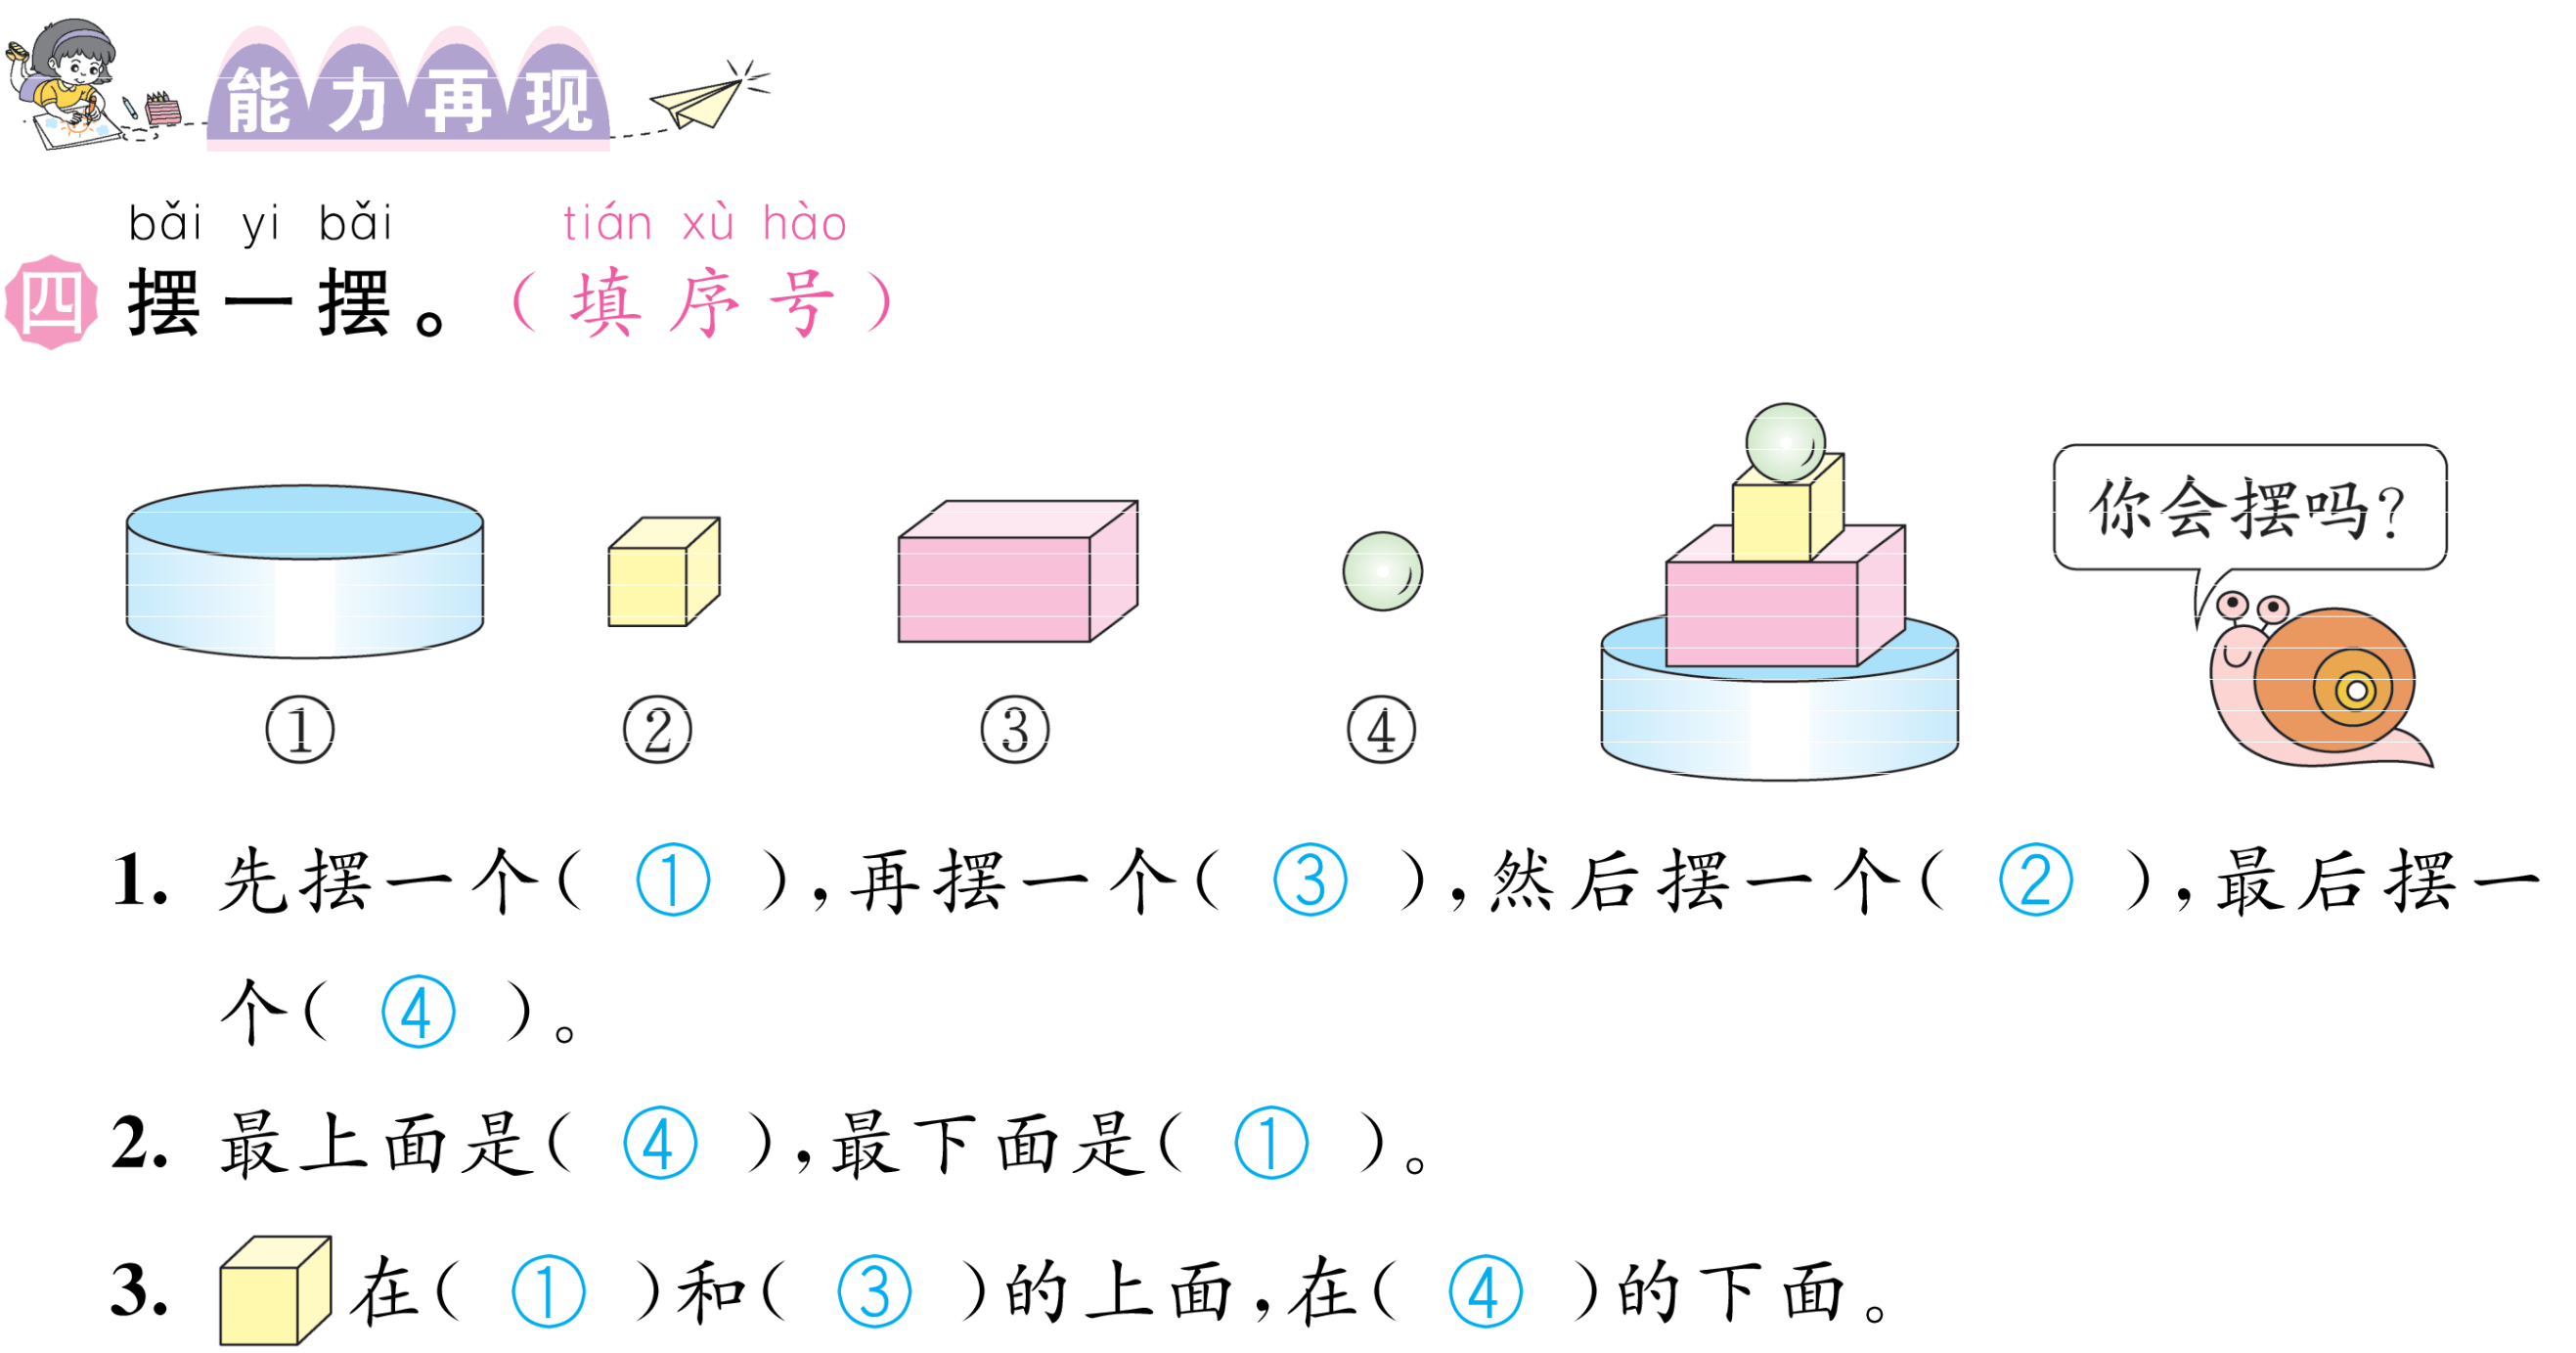 能力再现
bǎi yi bǎi tián xù hào
四 摆一摆。(填序号)
你会摆吗?
① ② ③ ④
1. 先摆一个( ① ),再摆一个( ③ ),然后摆一个( ② ),最后摆一
个( ④ )。
2. 最上面是( ④ ),最下面是( ① )。
3. 在( ① )和( ③ )的上面,在( ④ )的下面。